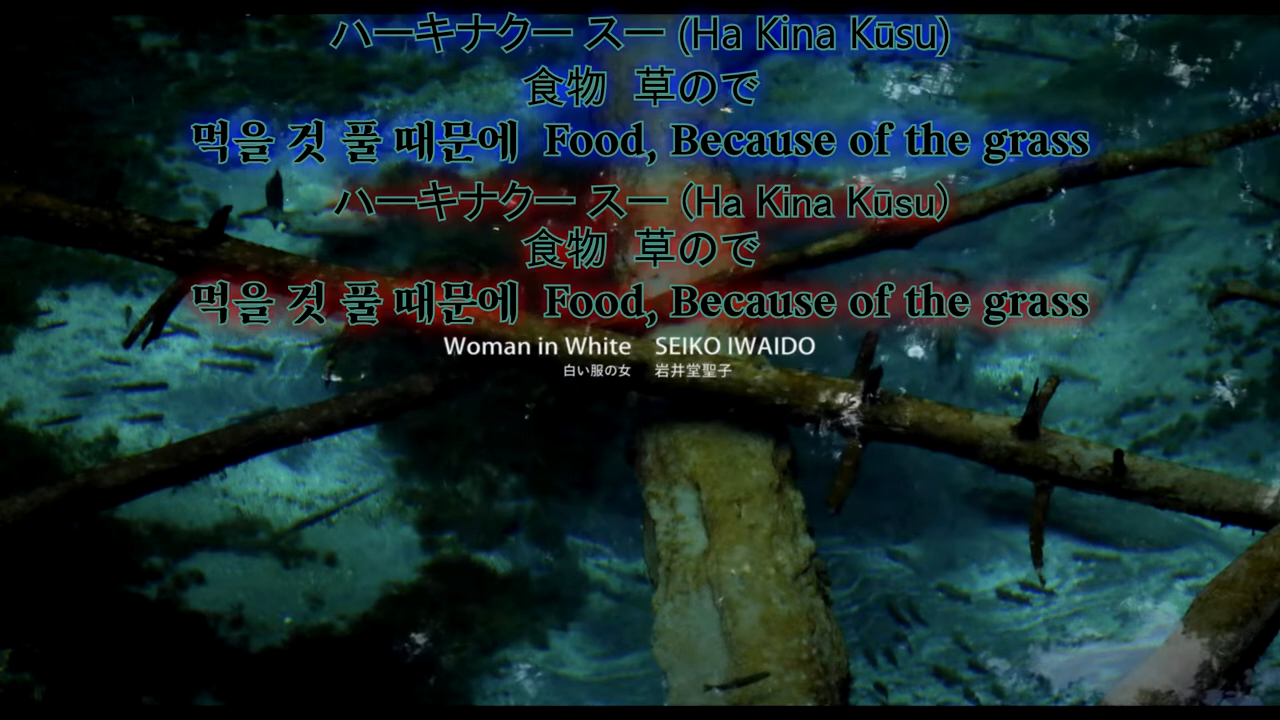 ハーキナクー スー (Ha Kina Kūsu)
食物 草ので
먹을 것 풀 때문에 Food, Because of the grass
ハーキナクー スー (Ha Kina Kūsu)
食物 草ので
먹을 것 풀 때문에 Food, Because of the grass
Woman in White SEIKO IWAIDO
白い服の女 岩井堂聖子